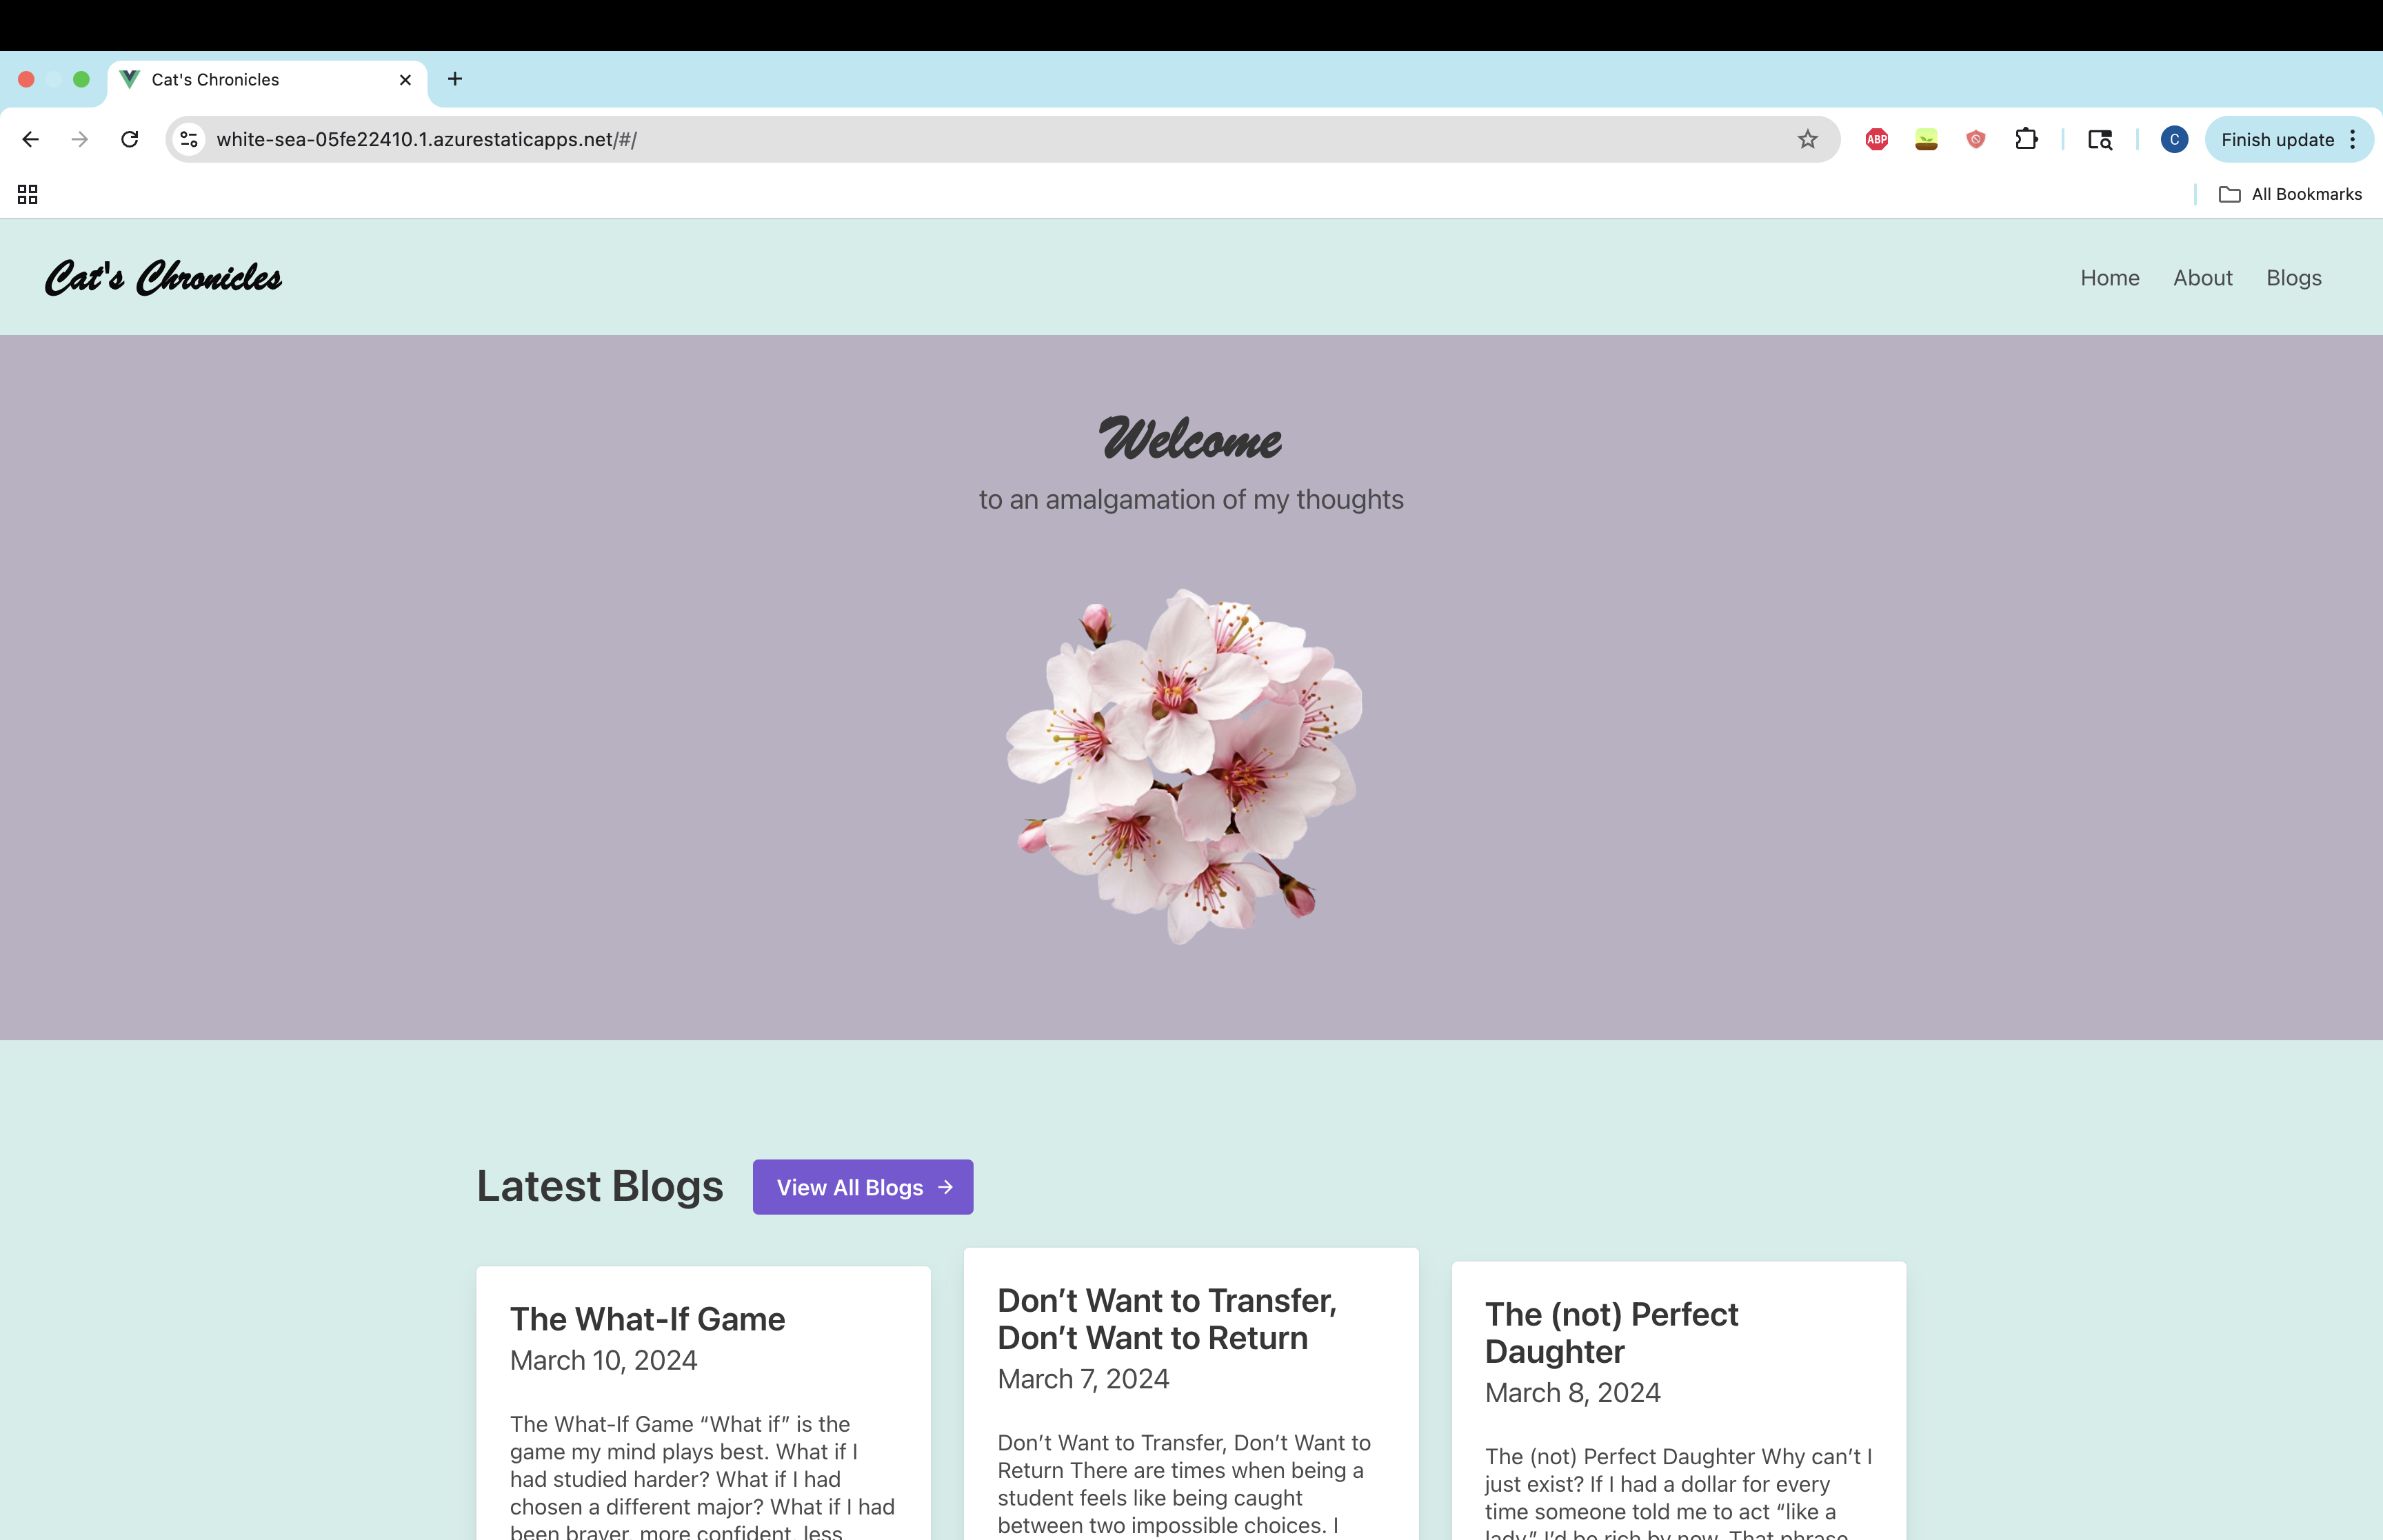 Cat's Chronicles
white-sea-05fe22410.1.azurestaticapps.net/#/
ABP
C
Finish update
All Bookmarks
Cat's Chronicles
Home
About
Blogs
Welcome
to an amalgamation of my thoughts
Latest Blogs
View All Blogs →
The What-If Game
March 10, 2024
The What-If Game “What if” is the
game my mind plays best. What if I
had studied harder? What if I had
chosen a different major? What if I had
been braver, more confident, less
Don’t Want to Transfer,
Don’t Want to Return
March 7, 2024
Don’t Want to Transfer, Don’t Want to
Return There are times when being a
student feels like being caught
between two impossible choices. I
The (not) Perfect
Daughter
March 8, 2024
The (not) Perfect Daughter Why can’t I
just exist? If I had a dollar for every
time someone told me to act “like a
lady,” I’d be rich by now. That phrase